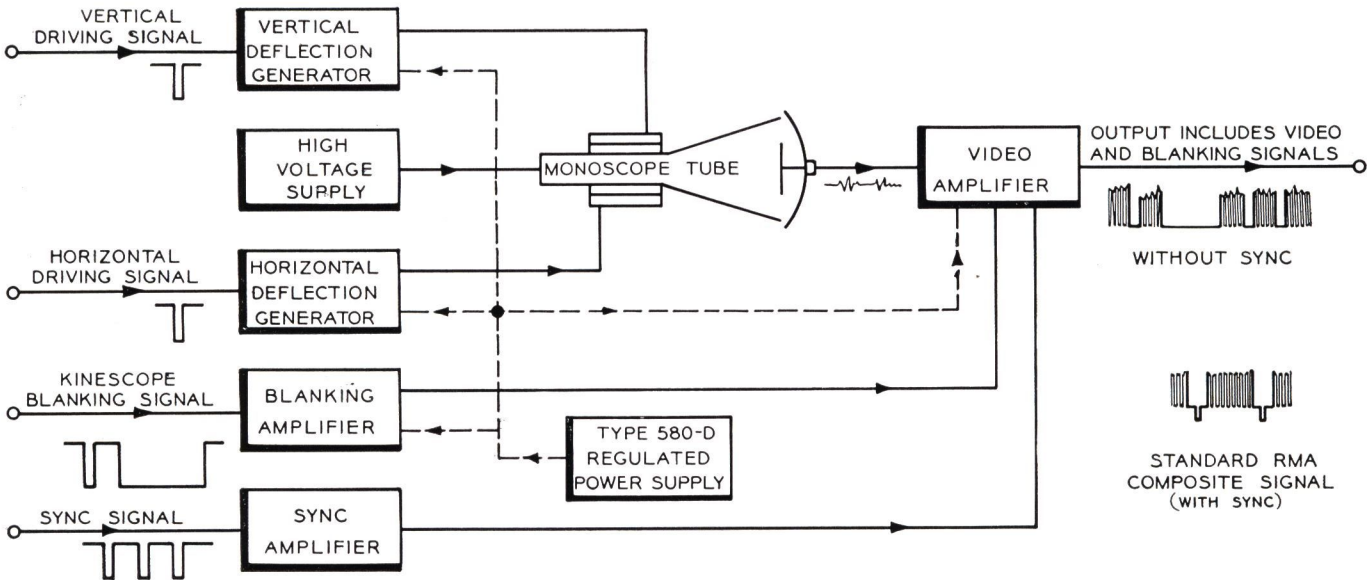 VERTICAL
DRIVING SIGNAL
VERTICAL
DEFLECTION
GENERATOR
HIGH
VOLTAGE
SUPPLY
MONOSCOPE TUBE
VIDEO
AMPLIFIER
OUTPUT INCLUDES VIDEO
AND BLANKING SIGNALS
WITHOUT SYNC
HORIZONTAL
DRIVING SIGNAL
HORIZONTAL
DEFLECTION
GENERATOR
KINESCOPE
BLANKING SIGNAL
BLANKING
AMPLIFIER
TYPE 580-D
REGULATED
POWER SUPPLY
STANDARD RMA
COMPOSITE SIGNAL
(WITH SYNC)
SYNC SIGNAL
SYNC
AMPLIFIER